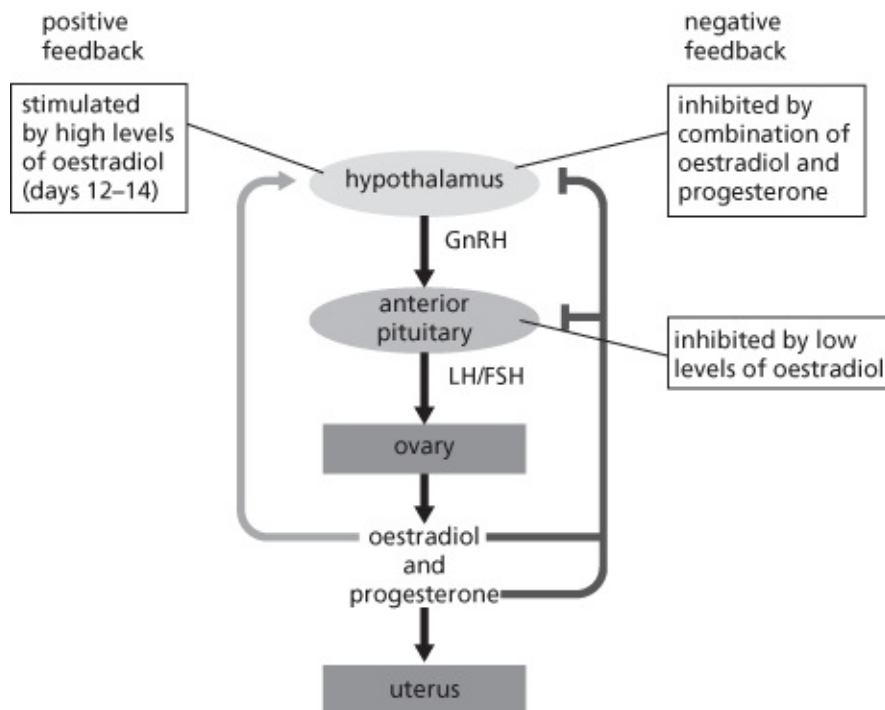 positive
feedback
negative
feedback
stimulated
by high levels
of oestradiol
(days 12–14)
inhibited by
combination of
oestradiol and
progesterone
hypothalamus
GnRH
anterior
pituitary
inhibited by low
levels of oestradiol
LH/FSH
ovary
oestradiol
and
progesterone
uterus